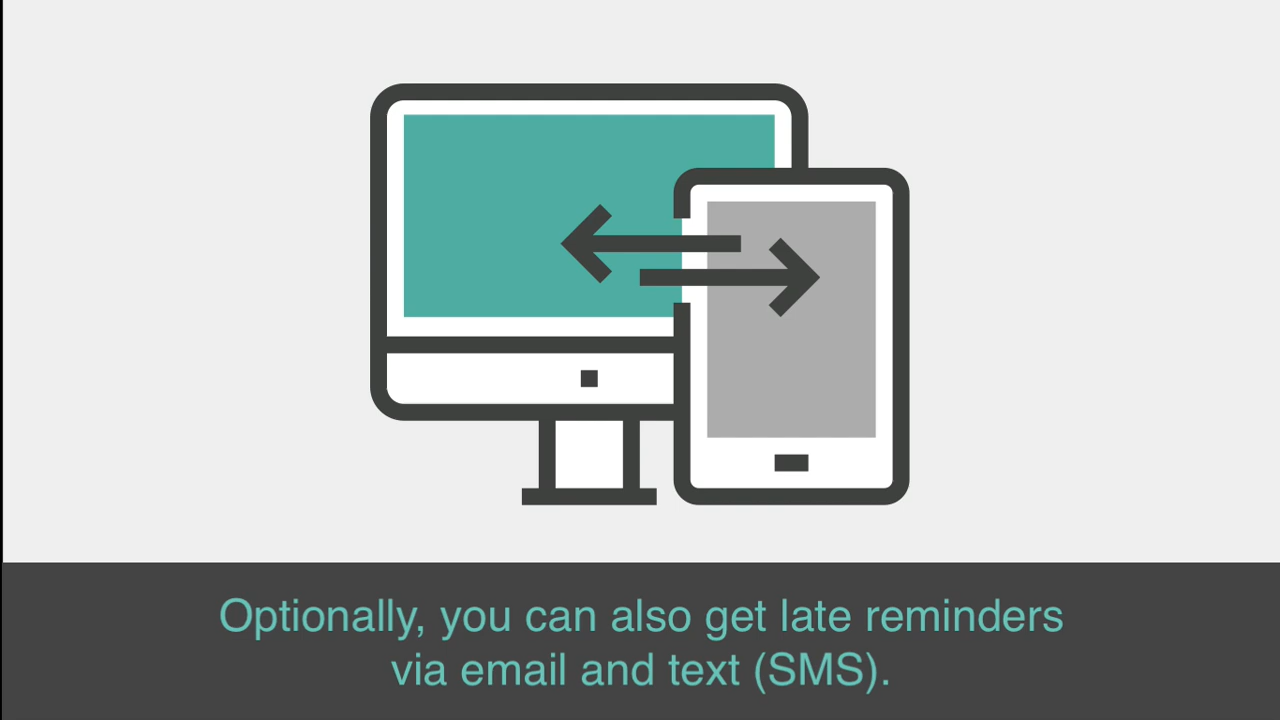 Optionally, you can also get late reminders
via email and text (SMS).